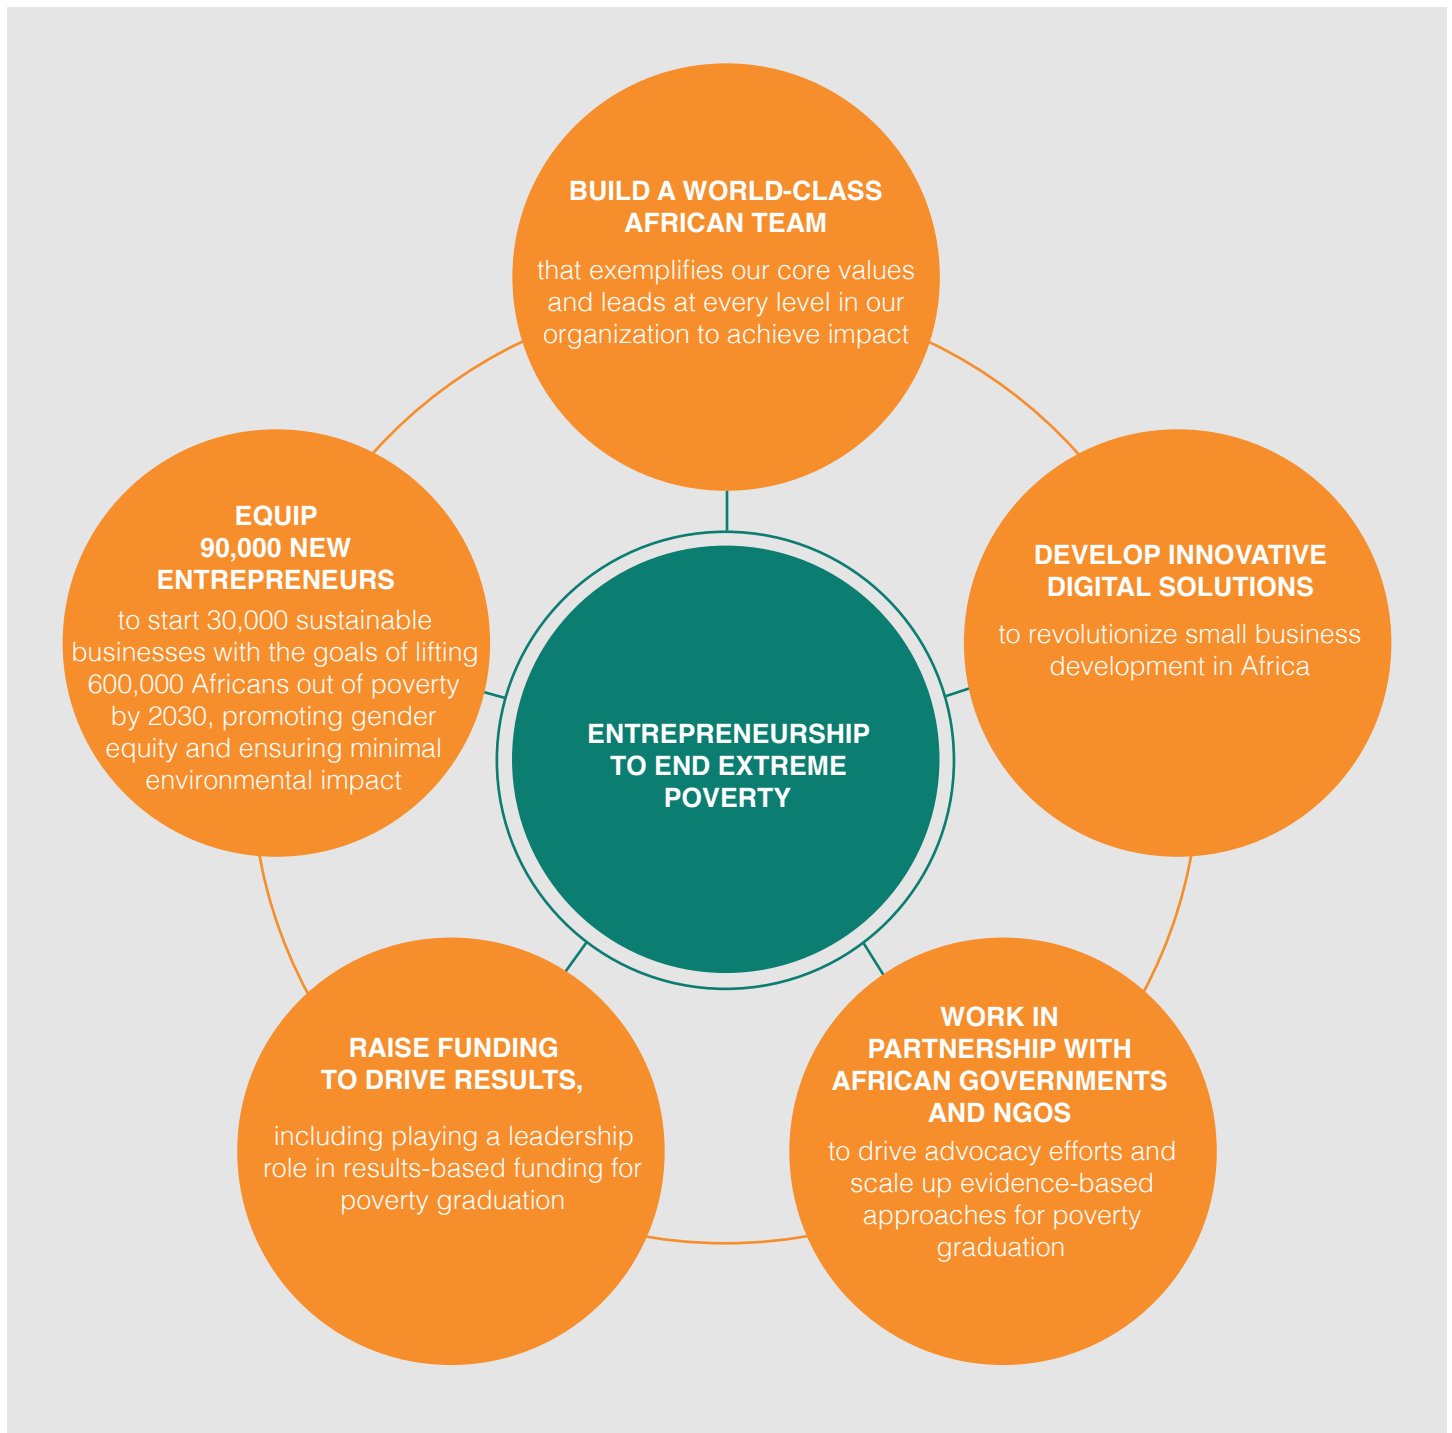 BUILD A WORLD-CLASS
AFRICAN TEAM
that exemplifies our core values
and leads at every level in our
organization to achieve impact
EQUIP
90,000 NEW
ENTREPRENEURS
to start 30,000 sustainable
businesses with the goals of lifting
600,000 Africans out of poverty
by 2030, promoting gender
equity and ensuring minimal
environmental impact
DEVELOP INNOVATIVE
DIGITAL SOLUTIONS
to revolutionize small business
development in Africa
ENTREPRENEURSHIP
TO END EXTREME
POVERTY
RAISE FUNDING
TO DRIVE RESULTS,
including playing a leadership
role in results-based funding for
poverty graduation
WORK IN
PARTNERSHIP WITH
AFRICAN GOVERNMENTS
AND NGOS
to drive advocacy efforts and
scale up evidence-based
approaches for poverty
graduation